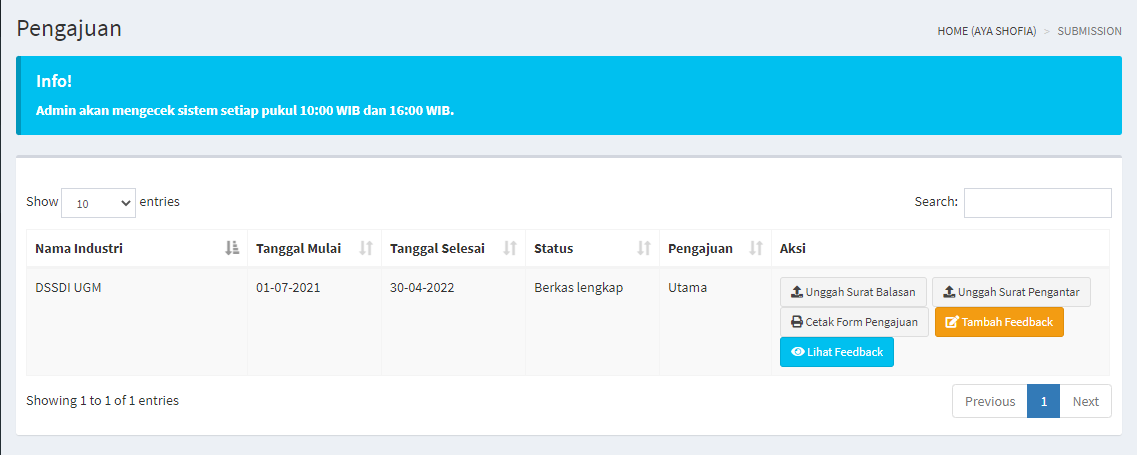 Pengajuan
HOME (AYA SHOFIA) > SUBMISSION
Info!
Admin akan mengecek sistem setiap pukul 10:00 WIB dan 16:00 WIB.
Show 10 entries
Search:
Nama Industri Tanggal Mulai Tanggal Selesai Status Pengajuan Aksi
DSSDI UGM 01-07-2021 30-04-2022 Berkas lengkap Utama
Unggah Surat Balasan Unggah Surat Pengantar
Cetak Form Pengajuan Tambah Feedback
Lihat Feedback
Showing 1 to 1 of 1 entries
Previous 1 Next